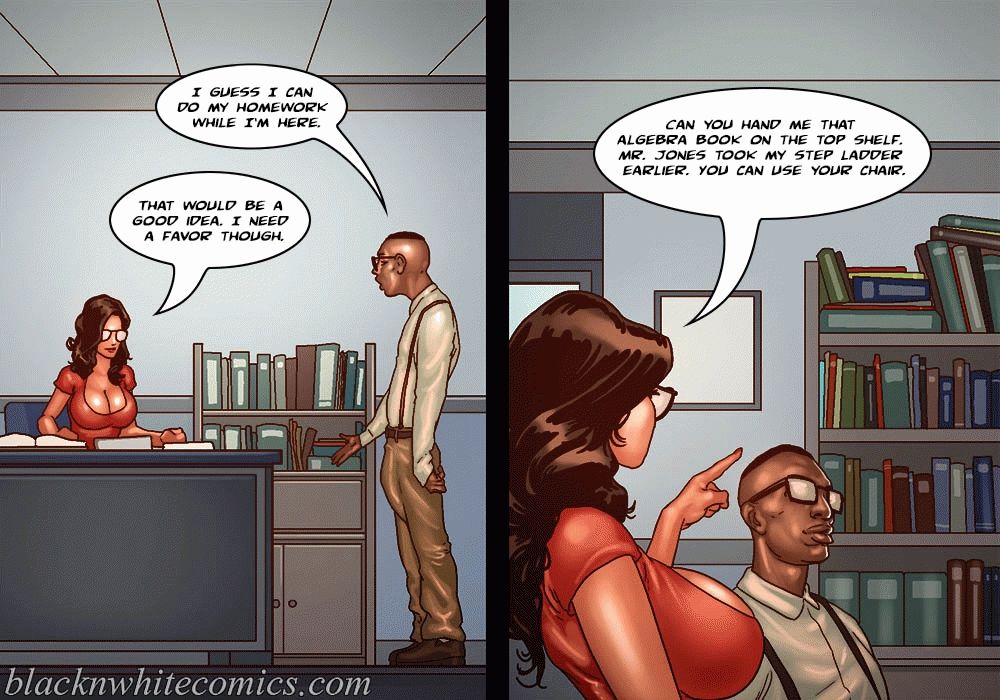 I GUESS I CAN
DO MY HOMEWORK
WHILE I'M HERE.
THAT WOULD BE A
GOOD IDEA. I NEED
A FAVOR THOUGH.
CAN YOU HAND ME THAT
ALGEBRA BOOK ON THE TOP SHELF.
MR. JONES TOOK MY STEP LADDER
EARLIER. YOU CAN USE YOUR CHAIR.
blacknwhitecomics.com